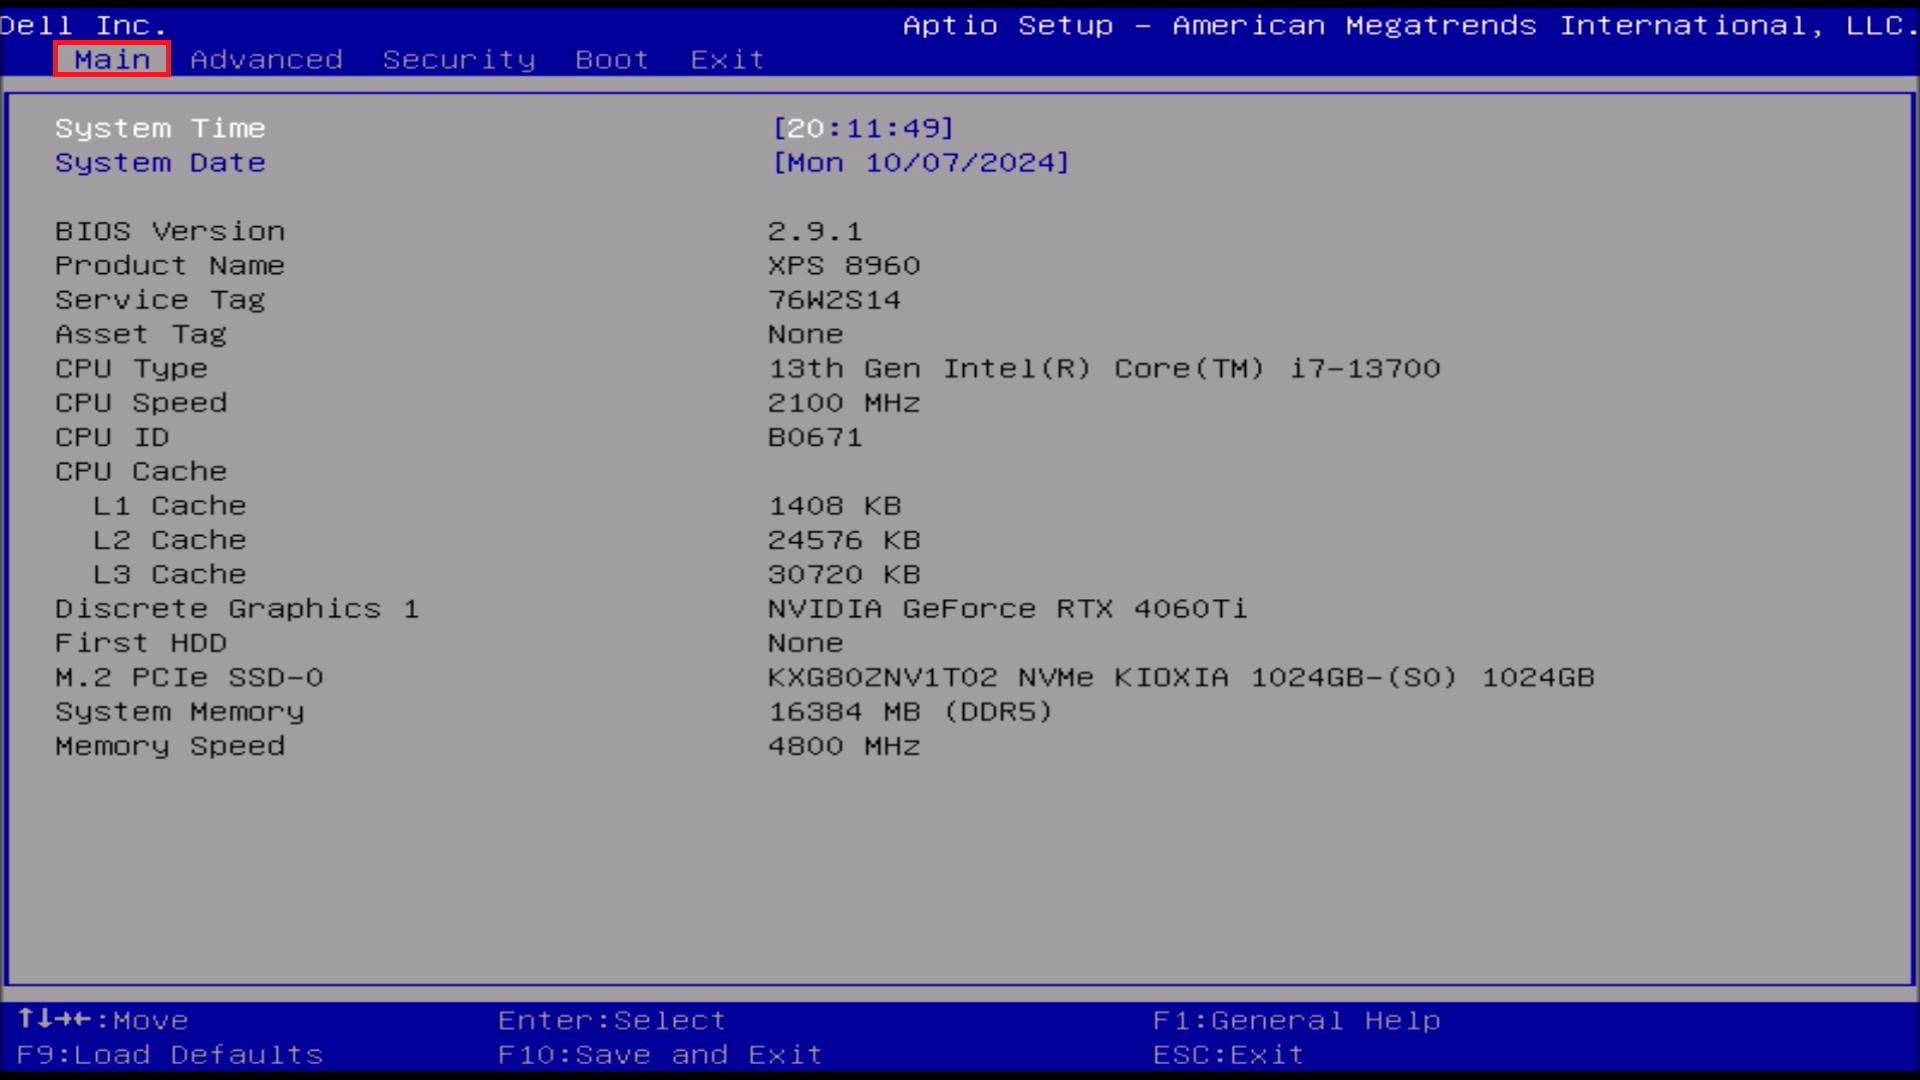 Dell Inc. Aptio Setup - American Megatrends International, LLC.
Main Advanced Security Boot Exit
System Time [20:11:49]
System Date [Mon 10/07/2024]
BIOS Version 2.9.1
Product Name XPS 8960
Service Tag 76W2S14
Asset Tag None
CPU Type 13th Gen Intel(R) Core(TM) i7-13700
CPU Speed 2100 MHz
CPU ID B0671
CPU Cache
L1 Cache 1408 KB
L2 Cache 24576 KB
L3 Cache 30720 KB
Discrete Graphics 1 NVIDIA GeForce RTX 4060Ti
First HDD None
M.2 PCIe SSD-0 KXG80ZNV1T02 NVMe KIOXIA 1024GB-(S0) 1024GB
System Memory 16384 MB (DDR5)
Memory Speed 4800 MHz
↑↓→←:Move Enter:Select F1:General Help
F9:Load Defaults F10:Save and Exit ESC:Exit